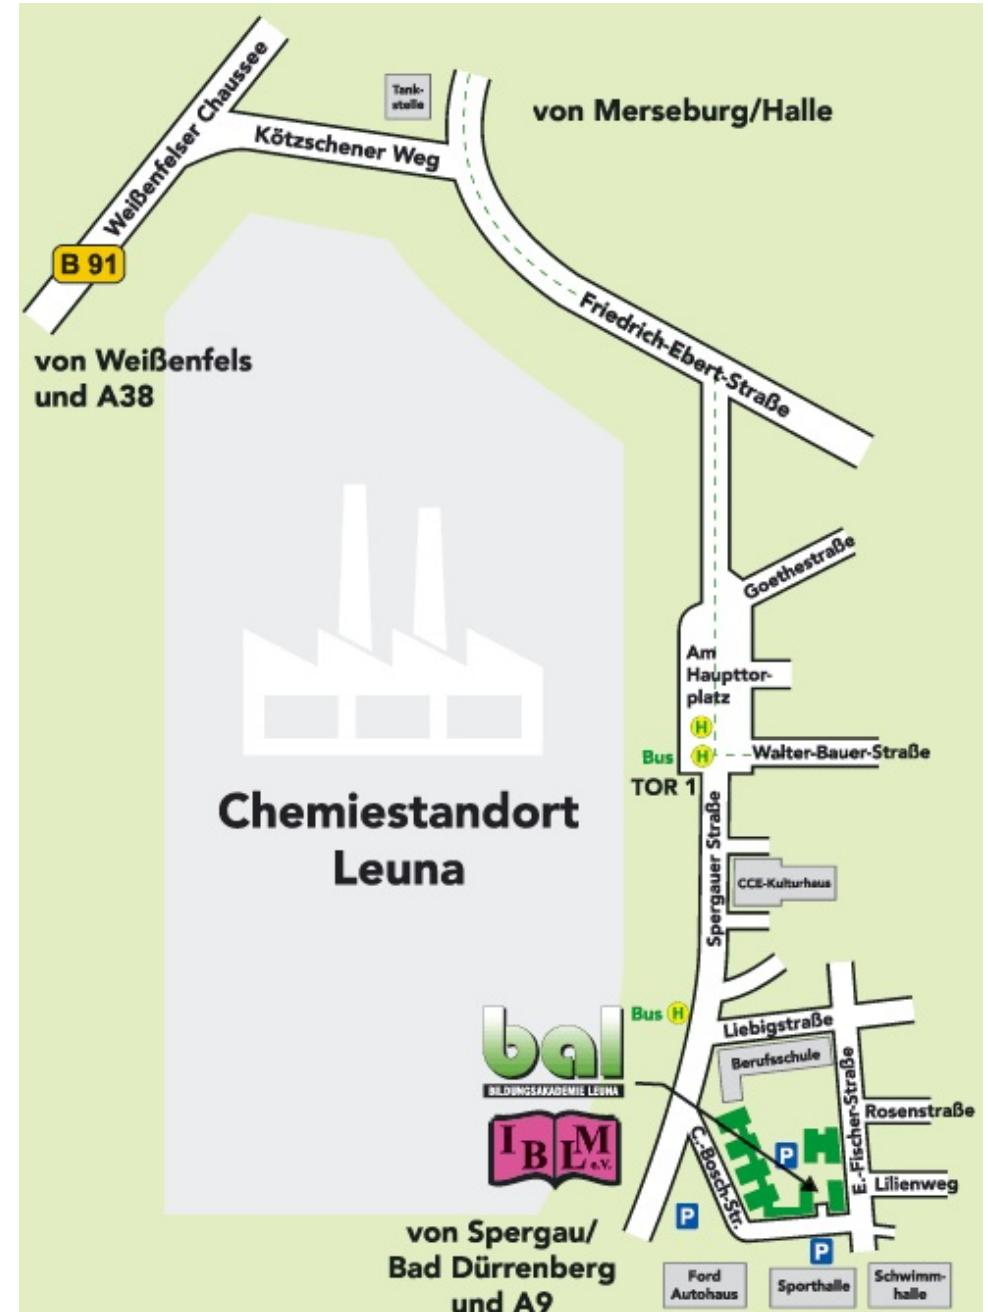 Weißenfelser Chaussee
Tank-
stelle
von Merseburg/Halle
Kötzschener Weg
B 91
Friedrich-Ebert-Straße
von Weißenfels
und A38
Goethestraße
Am
Haupttor-
platz
H
Bus H
Walter-Bauer-Straße
TOR 1
Chemiestandort
Leuna
Spergauer Straße
CCE-Kulturhaus
bal
BILDUNGSAKADEMIE LEUNA
Bus H
Liebigstraße
Berufsschule
E.-Fischer-Straße
Rosenstraße
IBLM
e.V.
C.-Bosch-Str.
P
Lilienweg
P
P
von Spergau/
Bad Dürrenberg
und A9
Ford
Autohaus
Sporthalle
Schwimm-
halle